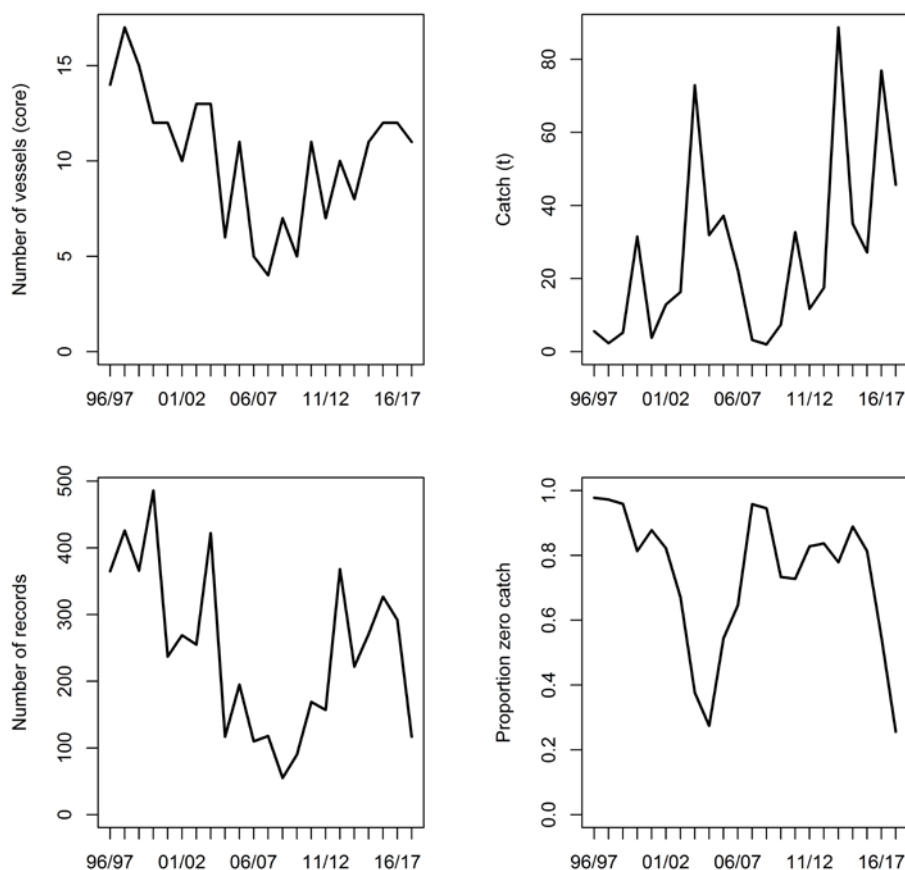 Number of vessels (core)
15
10
5
0
96/97 01/02 06/07 11/12 16/17
Catch (t)
80
60
40
20
0
96/97 01/02 06/07 11/12 16/17
Number of records
500
400
300
200
100
0
96/97 01/02 06/07 11/12 16/17
Proportion zero catch
1.0
0.8
0.6
0.4
0.2
0.0
96/97 01/02 06/07 11/12 16/17